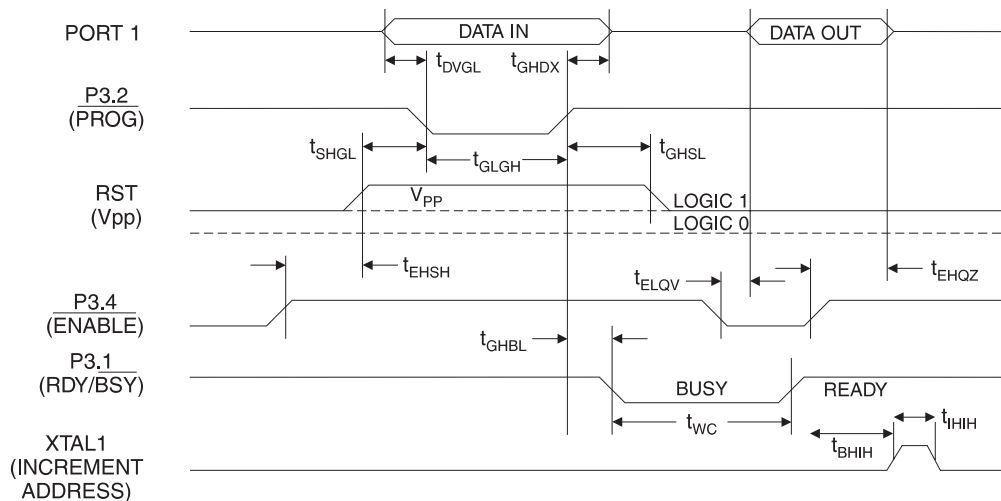 PORT 1
DATA IN
DATA OUT
tDVGL
tGHDX
P3.2
(PROG)
tSHGL
tGLGH
tGHSL
RST
(Vpp)
VPP
LOGIC 1
LOGIC 0
tEHSH
tELQV
tEHQZ
P3.4
(ENABLE)
tGHBL
P3.1
(RDY/BSY)
BUSY
READY
tWC
tBHIH
tIHIH
XTAL1
(INCREMENT
ADDRESS)